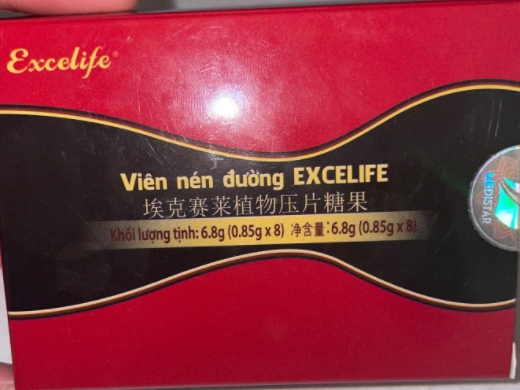 Excelife®
Viên nén đường EXCELIFE
埃克赛莱植物压片糖果
Khối lượng tịnh: 6.8g (0.85g x 8) 净含量: 6.8g (0.85g x 8)
MEDISTAR